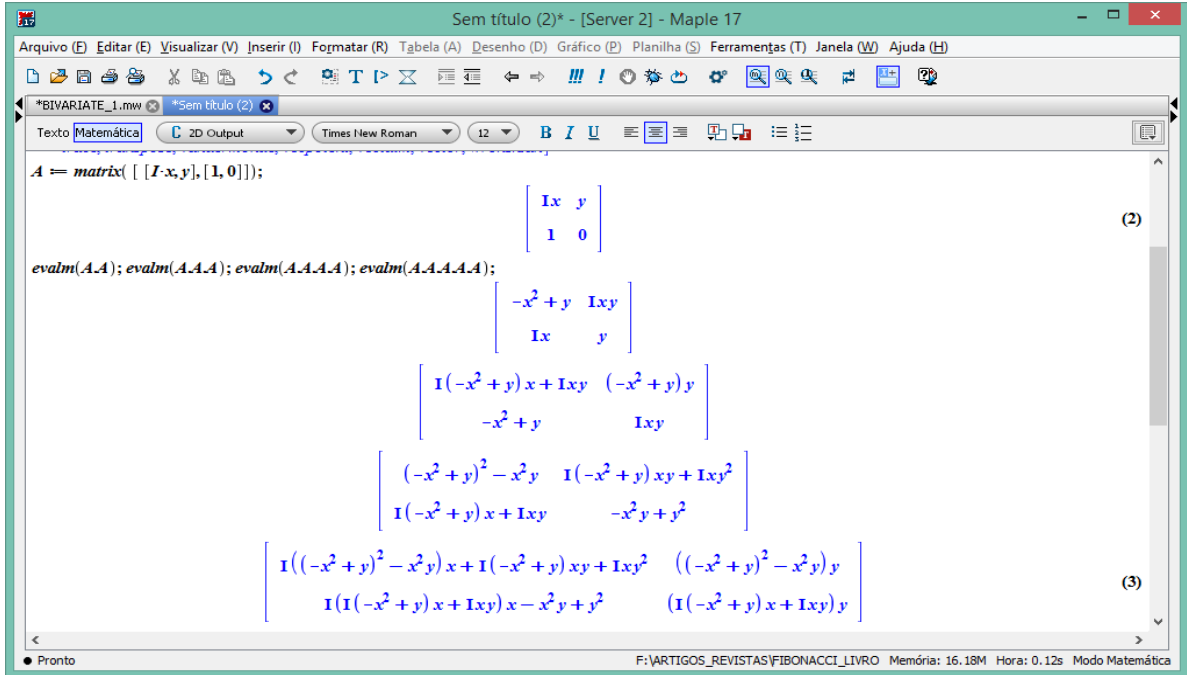 Sem título (2)* - [Server 2] - Maple 17
Arquivo (F) Editar (E) Visualizar (V) Inserir (I) Formatar (R) Tabela (A) Desenho (D) Gráfico (P) Planilha (S) Ferramentas (T) Janela (W) Ajuda (H)
*BIVARIATE_1.mw *Sem título (2)
Texto Matemática C 2D Output Times New Roman 12 B I U
A := matrix( [ [I·x, y],[1, 0]]);
Ix y
1 0
(2)
evalm(A.A); evalm(A.A.A); evalm(A.A.A.A); evalm(A.A.A.A.A);
-x² + y Ixy
Ix y
I(-x² + y) x + Ixy (-x² + y) y
-x² + y Ixy
(-x² + y)² - x² y I(-x² + y) xy + Ixy²
I(-x² + y) x + Ixy -x² y + y²
I((-x² + y)² - x² y) x + I(-x² + y) xy + Ixy² ((-x² + y)² - x² y) y
I(I(-x² + y) x + Ixy) x - x² y + y² (I(-x² + y) x + Ixy) y
(3)
Pronto F:\ARTIGOS_REVISTAS\FIBONACCI_LIVRO Memória: 16.18M Hora: 0.12s Modo Matemática